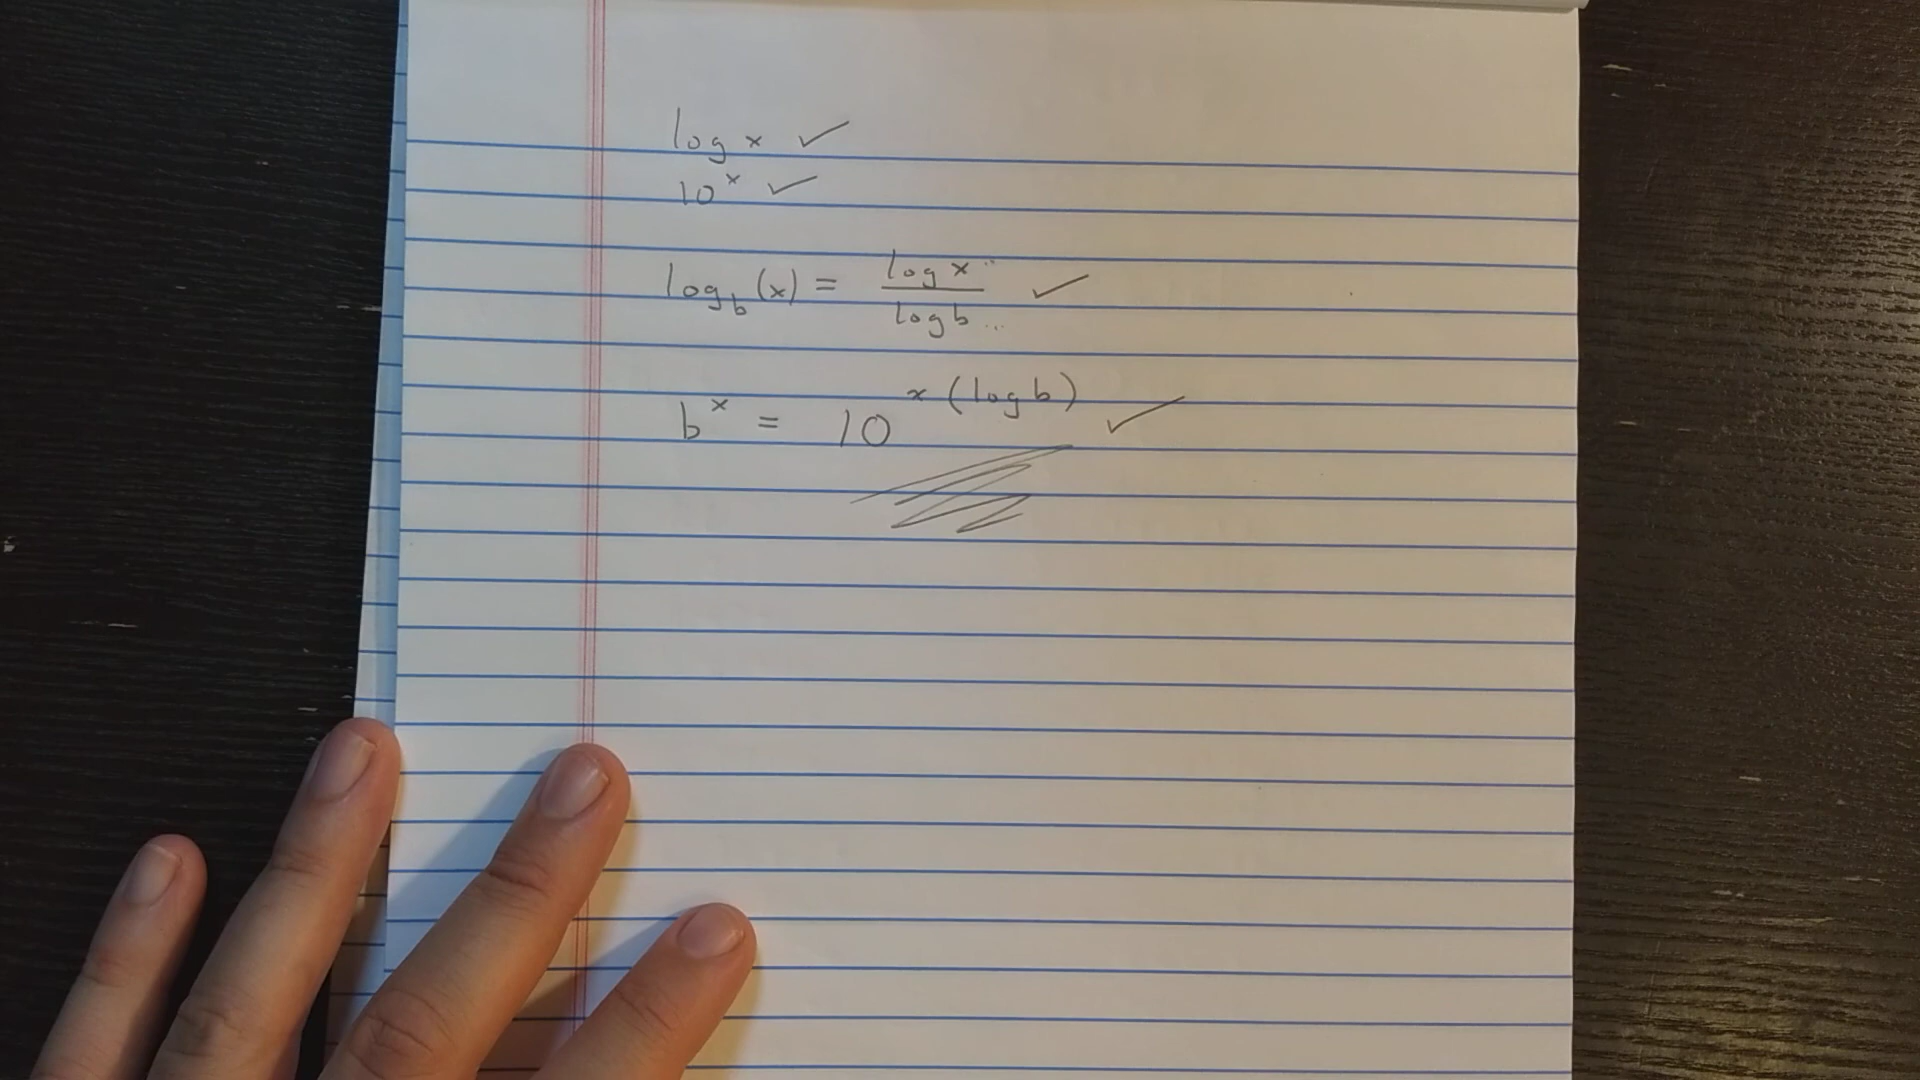 log x ✓
10^x ✓
log_b (x) = log x / log b ✓
b^x = 10^x (log b) ✓